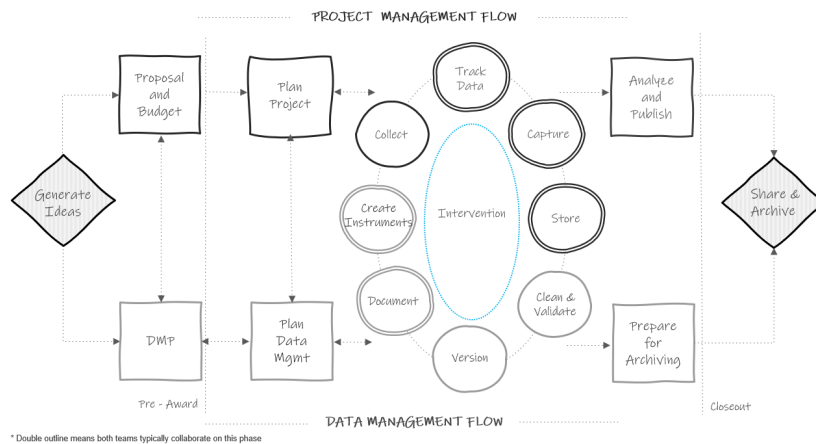 PROJECT MANAGEMENT FLOW
Proposal
and
Budget
Plan
Project
Track
Data
Analyze
and
Publish
Collect
Capture
Generate
Ideas
Create
Instruments
Intervention
Store
Share &
Archive
Document
Clean &
Validate
DMP
Plan
Data
Mgmt
Version
Prepare
for
Archiving
Pre - Award
Closeout
DATA MANAGEMENT FLOW
* Double outline means both teams typically collaborate on this phase